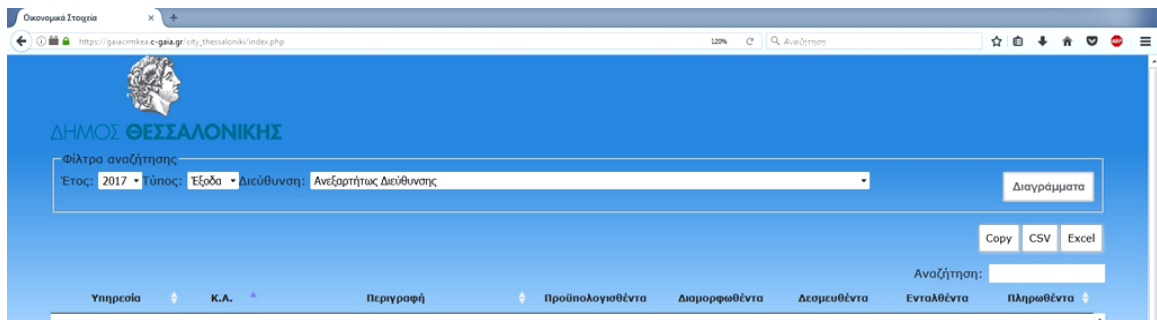 Οικονομικά Στοιχεία
https://gaiacrmkea.c-gaia.gr/city_thessaloniki/index.php 120% Αναζήτηση
ΔΗΜΟΣ ΘΕΣΣΑΛΟΝΙΚΗΣ
Φίλτρα αναζήτησης
Έτος: 2017 Τύπος: Έξοδα Διεύθυνση: Ανεξαρτήτως Διεύθυνσης Διαγράμματα
Copy CSV Excel
Αναζήτηση:
Υπηρεσία Κ.Α. Περιγραφή Προϋπολογισθέντα Διαμορφωθέντα Δεσμευθέντα Ενταλθέντα Πληρωθέντα